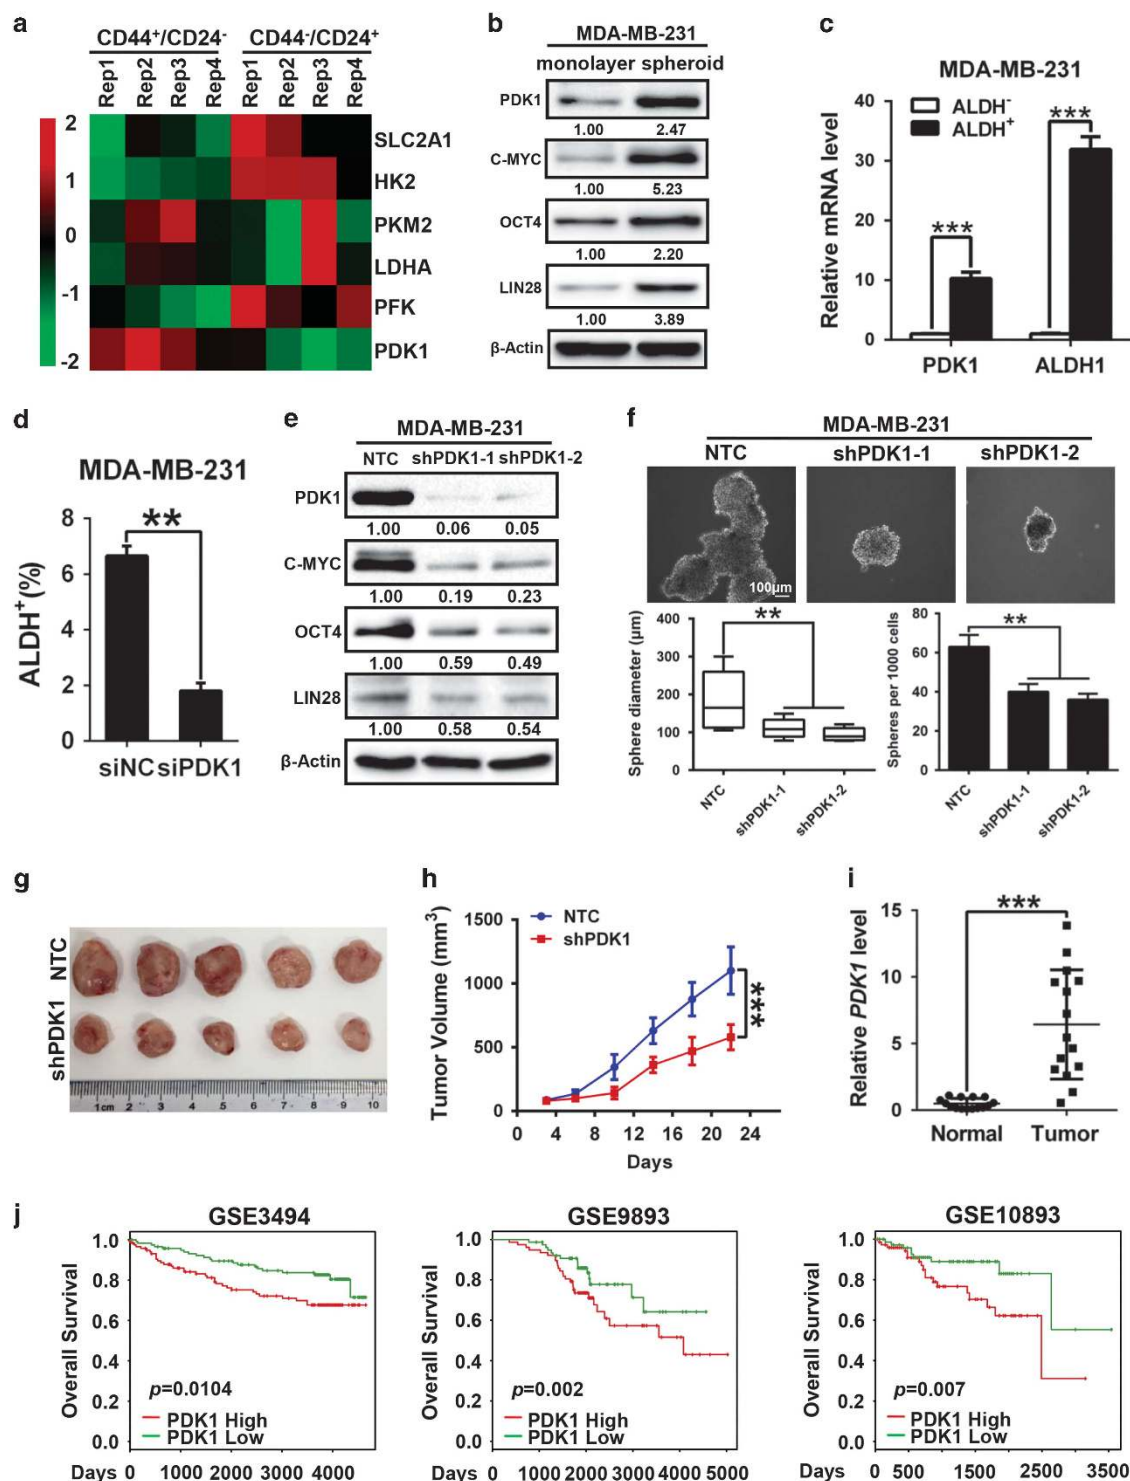 a
CD44+/CD24- CD44-/CD24+
Rep1 Rep2 Rep3 Rep4 Rep1 Rep2 Rep3 Rep4
2
1
0
-1
-2
SLC2A1
HK2
PKM2
LDHA
PFK
PDK1
b
MDA-MB-231
monolayer spheroid
PDK1
1.00 2.47
C-MYC
1.00 5.23
OCT4
1.00 2.20
LIN28
1.00 3.89
β-Actin
c
MDA-MB-231
ALDH-
ALDH+
Relative mRNA level
40
30
20
10
0
***
***
PDK1 ALDH1
d
MDA-MB-231
ALDH+(%)
8
6
4
2
0
**
siNC siPDK1
e
MDA-MB-231
NTC shPDK1-1 shPDK1-2
PDK1
1.00 0.06 0.05
C-MYC
1.00 0.19 0.23
OCT4
1.00 0.59 0.49
LIN28
1.00 0.58 0.54
β-Actin
f
MDA-MB-231
NTC shPDK1-1 shPDK1-2
100μm
Sphere diameter (μm)
400
300
200
100
0
**
NTC shPDK1-1 shPDK1-2
Spheres per 1000 cells
80
60
40
20
0
**
NTC shPDK1-1 shPDK1-2
g
NTC
shPDK1
1cm 2 3 4 5 6 7 8 9 10
h
Tumor Volume (mm3)
1500
1000
500
0
NTC
shPDK1
***
0 4 8 12 16 20 24
Days
i
Relative PDK1 level
15
10
5
0
***
Normal Tumor
j
GSE3494
Overall Survival
1.0
0.8
0.6
0.4
0.2
0.0
p=0.0104
PDK1 High
PDK1 Low
Days 0 1000 2000 3000 4000
GSE9893
Overall Survival
1.0
0.8
0.6
0.4
0.2
0.0
p=0.002
PDK1 High
PDK1 Low
Days 0 1000 2000 3000 4000 5000
GSE10893
Overall Survival
1.0
0.8
0.6
0.4
0.2
0.0
p=0.007
PDK1 High
PDK1 Low
Days 0 500 1500 2500 3500